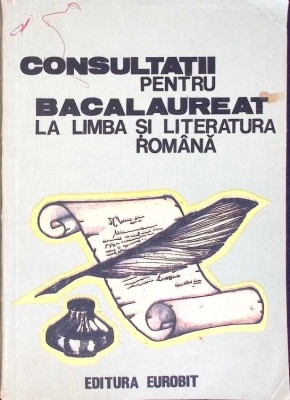 CONSULTAȚII
PENTRU
BACALAUREAT
LA LIMBA ȘI LITERATURA
ROMÂNĂ
EDITURA EUROBIT